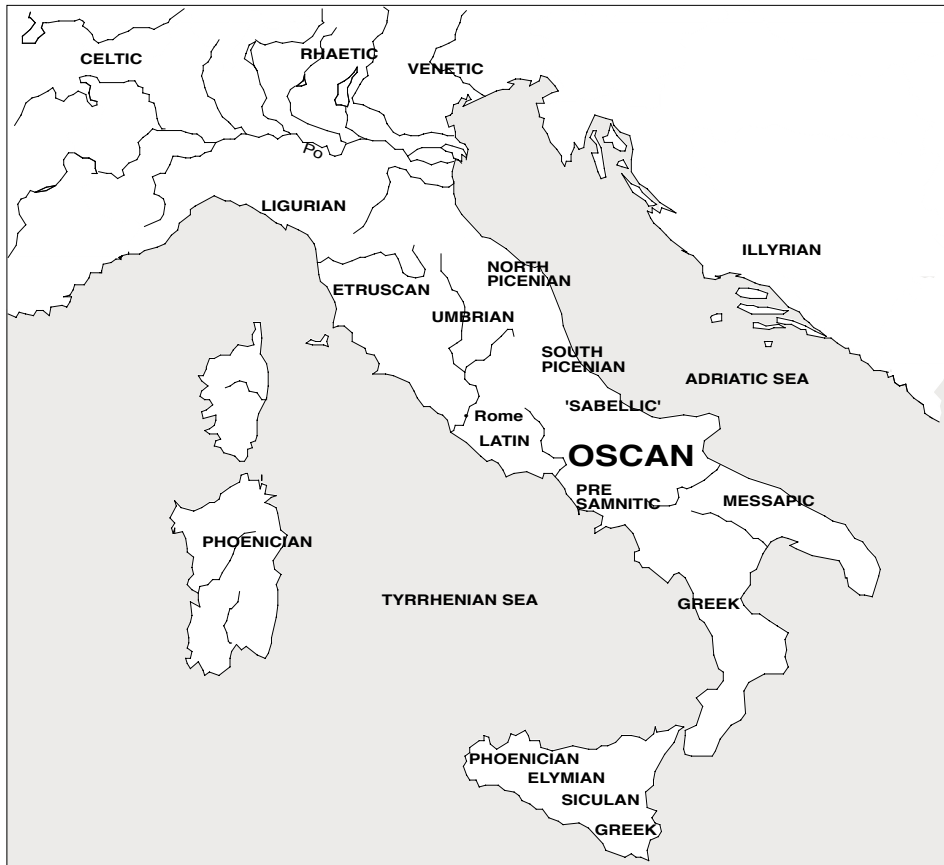 CELTIC
RHAETIC
VENETIC
Po
LIGURIAN
ILLYRIAN
NORTH
PICENIAN
ETRUSCAN
UMBRIAN
SOUTH
PICENIAN
ADRIATIC SEA
'SABELLIC'
Rome
LATIN
OSCAN
PRE
SAMNITIC
MESSAPIC
PHOENICIAN
TYRRHENIAN SEA
GREEK
PHOENICIAN
ELYMIAN
SICULAN
GREEK